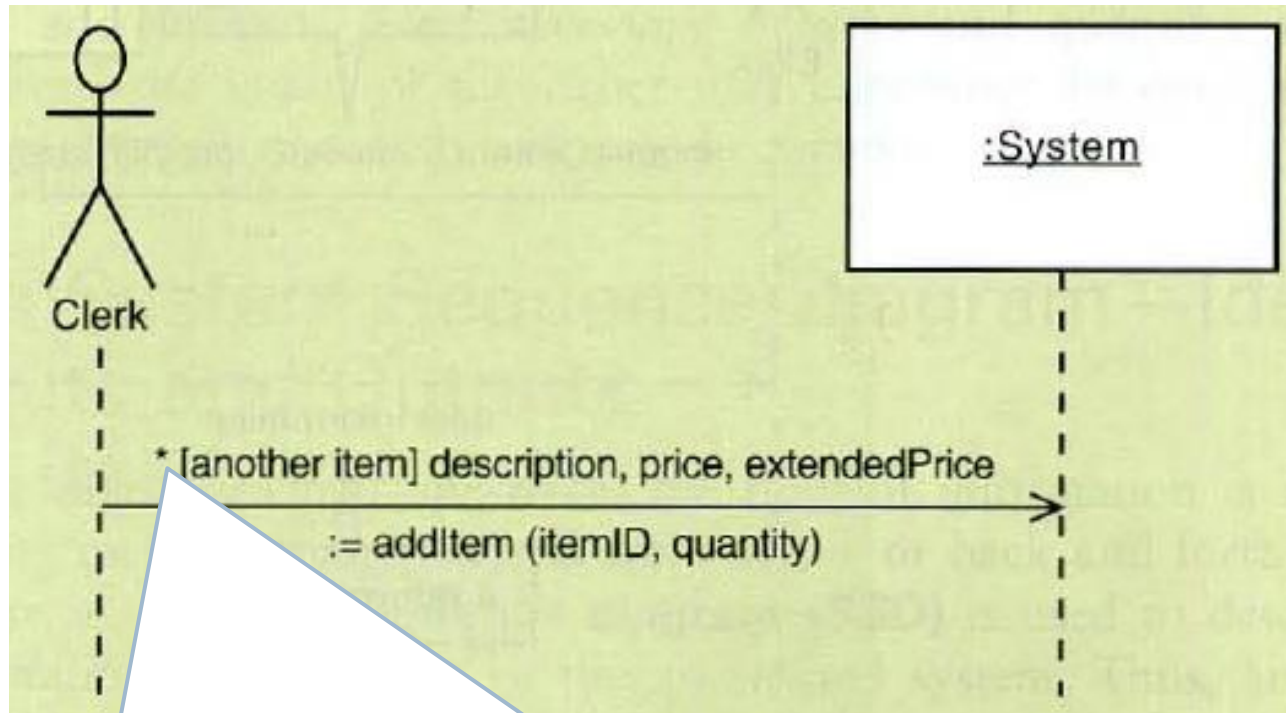 :System
Clerk
* [another item] description, price, extendedPrice
:= addItem (itemID, quantity)